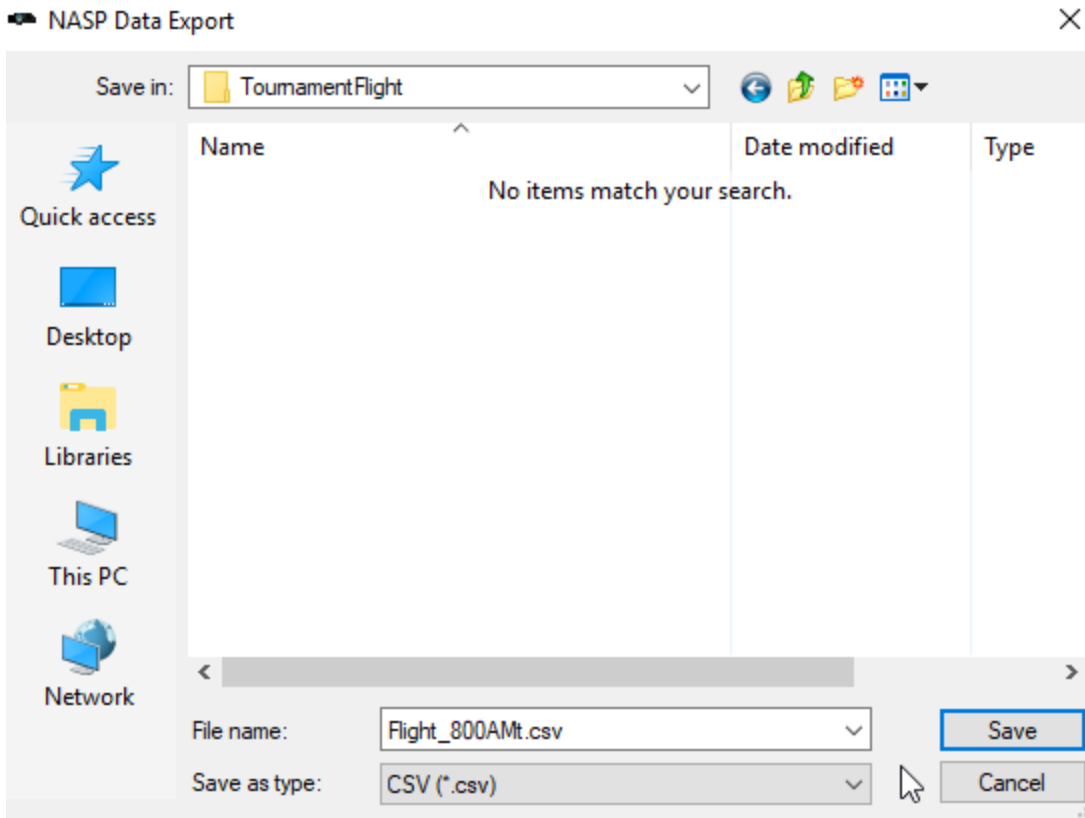 NASP Data Export
Save in: TournamentFlight
Name Date modified Type
No items match your search.
Quick access
Desktop
Libraries
This PC
Network
File name: Flight_800AMt.csv Save
Save as type: CSV (*.csv) Cancel